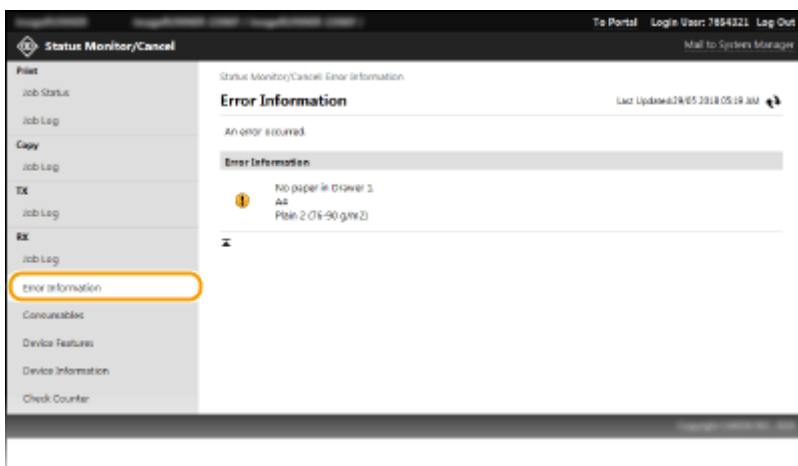 To Portal Login User: 7654321 Log Out
Status Monitor/Cancel
Mail to System Manager
Print
Job Status
Job Log
Copy
Job Log
TX
Job Log
RX
Job Log
Error Information
Consumables
Device Features
Device Information
Check Counter
Status Monitor/Cancel: Error Information
Error Information
Last Updated:29/05 2018 05:19 AM
An error occurred.
Error Information
No paper in Drawer 1.
A4
Plain 2 (76-90 g/m2)